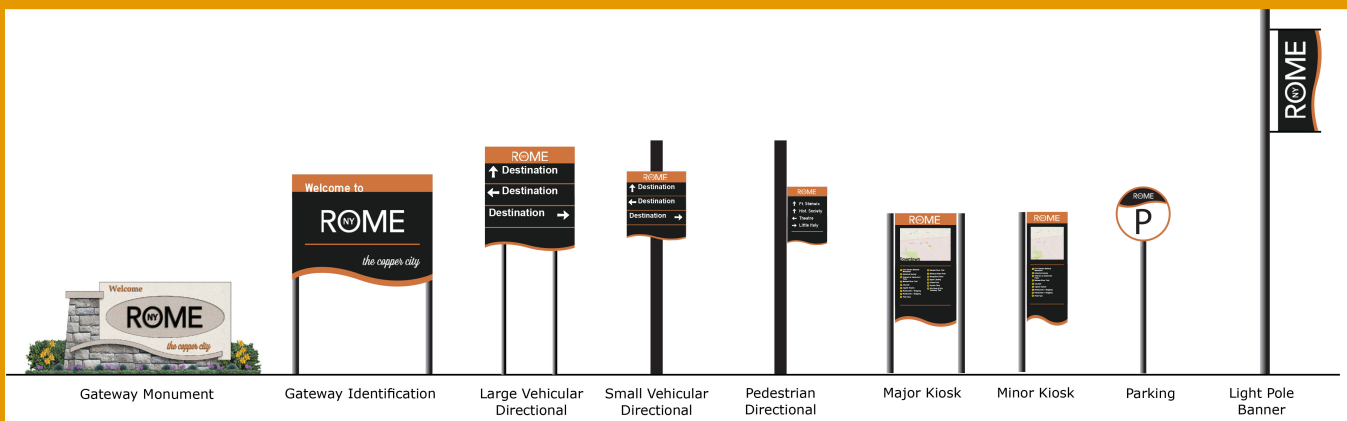 Welcome
ROME
NY
the copper city
Gateway Monument
Welcome to
ROME
NY
the copper city
Gateway Identification
ROME
Destination
Destination
Destination
Large Vehicular
Directional
ROME
Destination
Destination
Destination
Small Vehicular
Directional
ROME
Ft. Stanwix
Hist. Society
Theatre
Little Italy
Pedestrian
Directional
ROME
Downtown
Major Kiosk
ROME
Minor Kiosk
ROME
P
Parking
ROME
NY
Light Pole
Banner